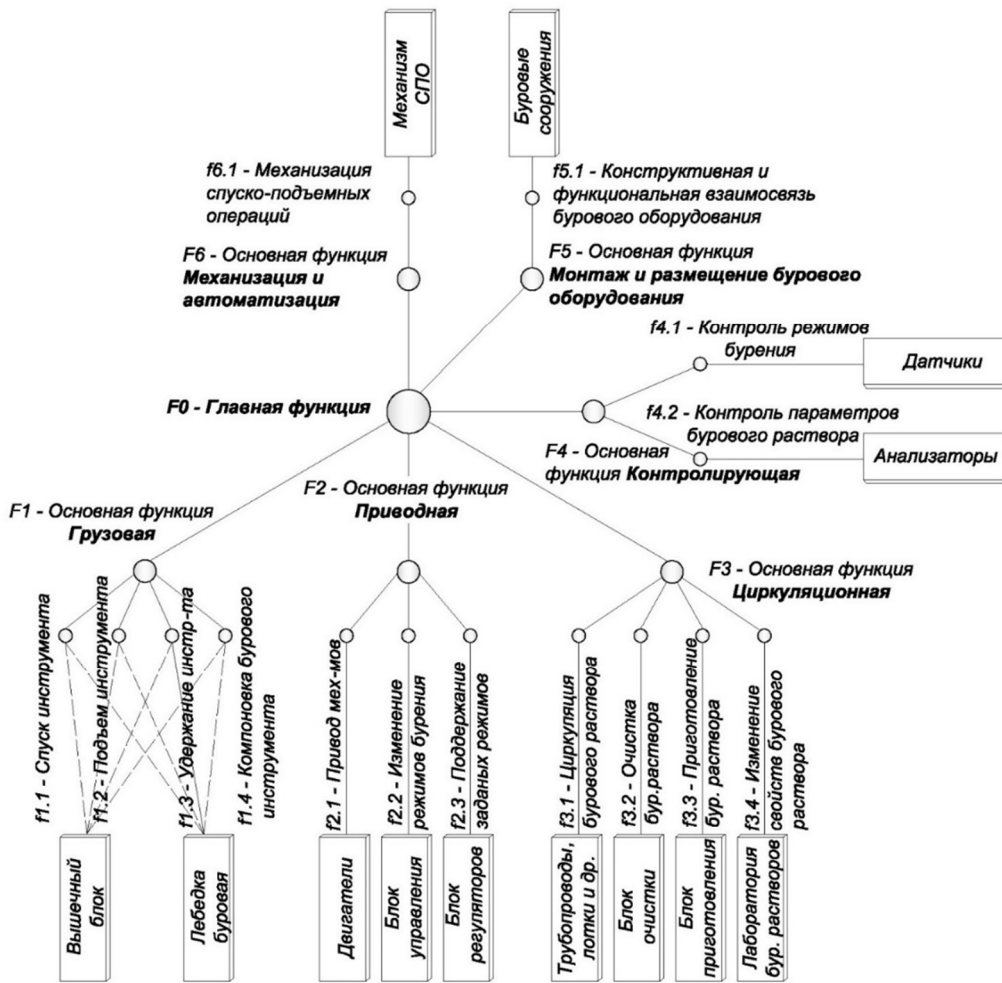 Механизм
СПО
Буровые
сооружения
f6.1 - Механизация
спуско-подъемных
операций
f5.1 - Конструктивная и
функциональная взаимосвязь
бурового оборудования
F6 - Основная функция
Механизация и
автоматизация
F5 - Основная функция
Монтаж и размещение бурового
оборудования
f4.1 - Контроль режимов
бурения
Датчики
F0 - Главная функция
f4.2 - Контроль параметров
бурового раствора
F4 - Основная
функция Контролирующая
Анализаторы
F1 - Основная функция
Грузовая
F2 - Основная функция
Приводная
F3 - Основная функция
Циркуляционная
f1.1 - Спуск инструмента
f1.2 - Подъем инструмента
f1.3 - Удержание инстр-та
f1.4 - Компоновка бурового
инструмента
f2.1 - Привод мех-мов
f2.2 - Изменение
режимов бурения
f2.3 - Поддержание
заданых режимов
f3.1 - Циркуляция
бурового раствора
f3.2 - Очистка
бур.раствора
f3.3 - Приготовление
бур. раствора
f3.4 - Изменение
свойств бурового
раствора
Вышечный
блок
Лебедка
буровая
Двигатели
Блок
управления
Блок
регуляторов
Трубопроводы,
лотки и др.
Блок
очистки
Блок
приготовления
Лаборатория
бур. растворов